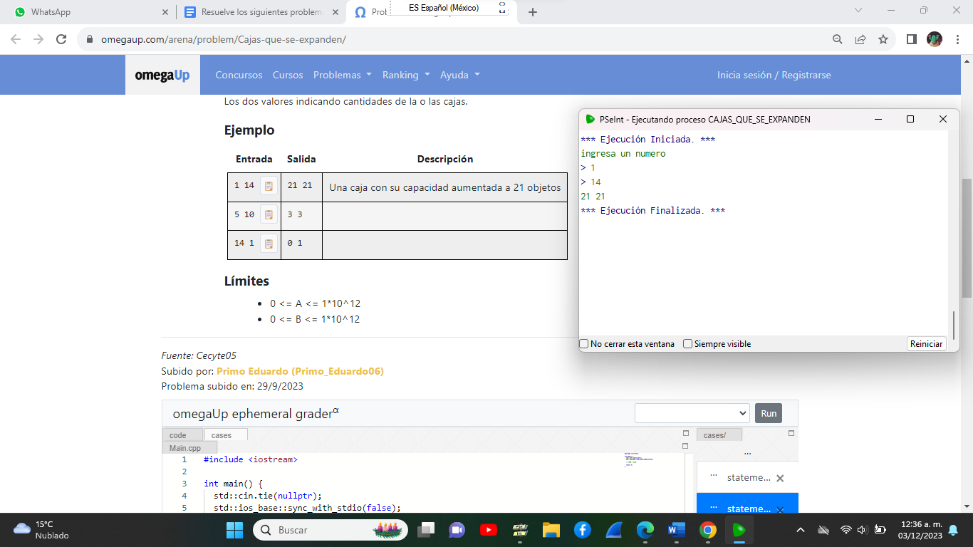 WhatsApp
Resuelve los siguientes problem
Pro
ES Español (México)
omegaup.com/arena/problem/Cajas-que-se-expanden/
omegaUp
Concursos Cursos Problemas Ranking Ayuda
Inicia sesión / Registrarse
Los dos valores indicando cantidades de la o las cajas.
Ejemplo
Entrada Salida Descripción
1 14 21 21 Una caja con su capacidad aumentada a 21 objetos
5 10 3 3
14 1 0 1
Límites
• 0 <= A <= 1*10^12
• 0 <= B <= 1*10^12
Fuente: Cecyte05
Subido por: Primo Eduardo (Primo_Eduardo06)
Problema subido en: 29/9/2023
omegaUp ephemeral graderα
Run
code cases
Main.cpp
1 #include <iostream>
2
3 int main() {
4 std::cin.tie(nullptr);
5 std::ios_base::sync_with_stdio(false);
cases/
...
... stateme...
... stateme...
PSeInt - Ejecutando proceso CAJAS_QUE_SE_EXPANDEN
*** Ejecución Iniciada. ***
ingresa un numero
> 1
> 14
21 21
*** Ejecución Finalizada. ***
No cerrar esta ventana Siempre visible
Reiniciar
15°C
Nublado
Buscar
12:36 a. m.
03/12/2023